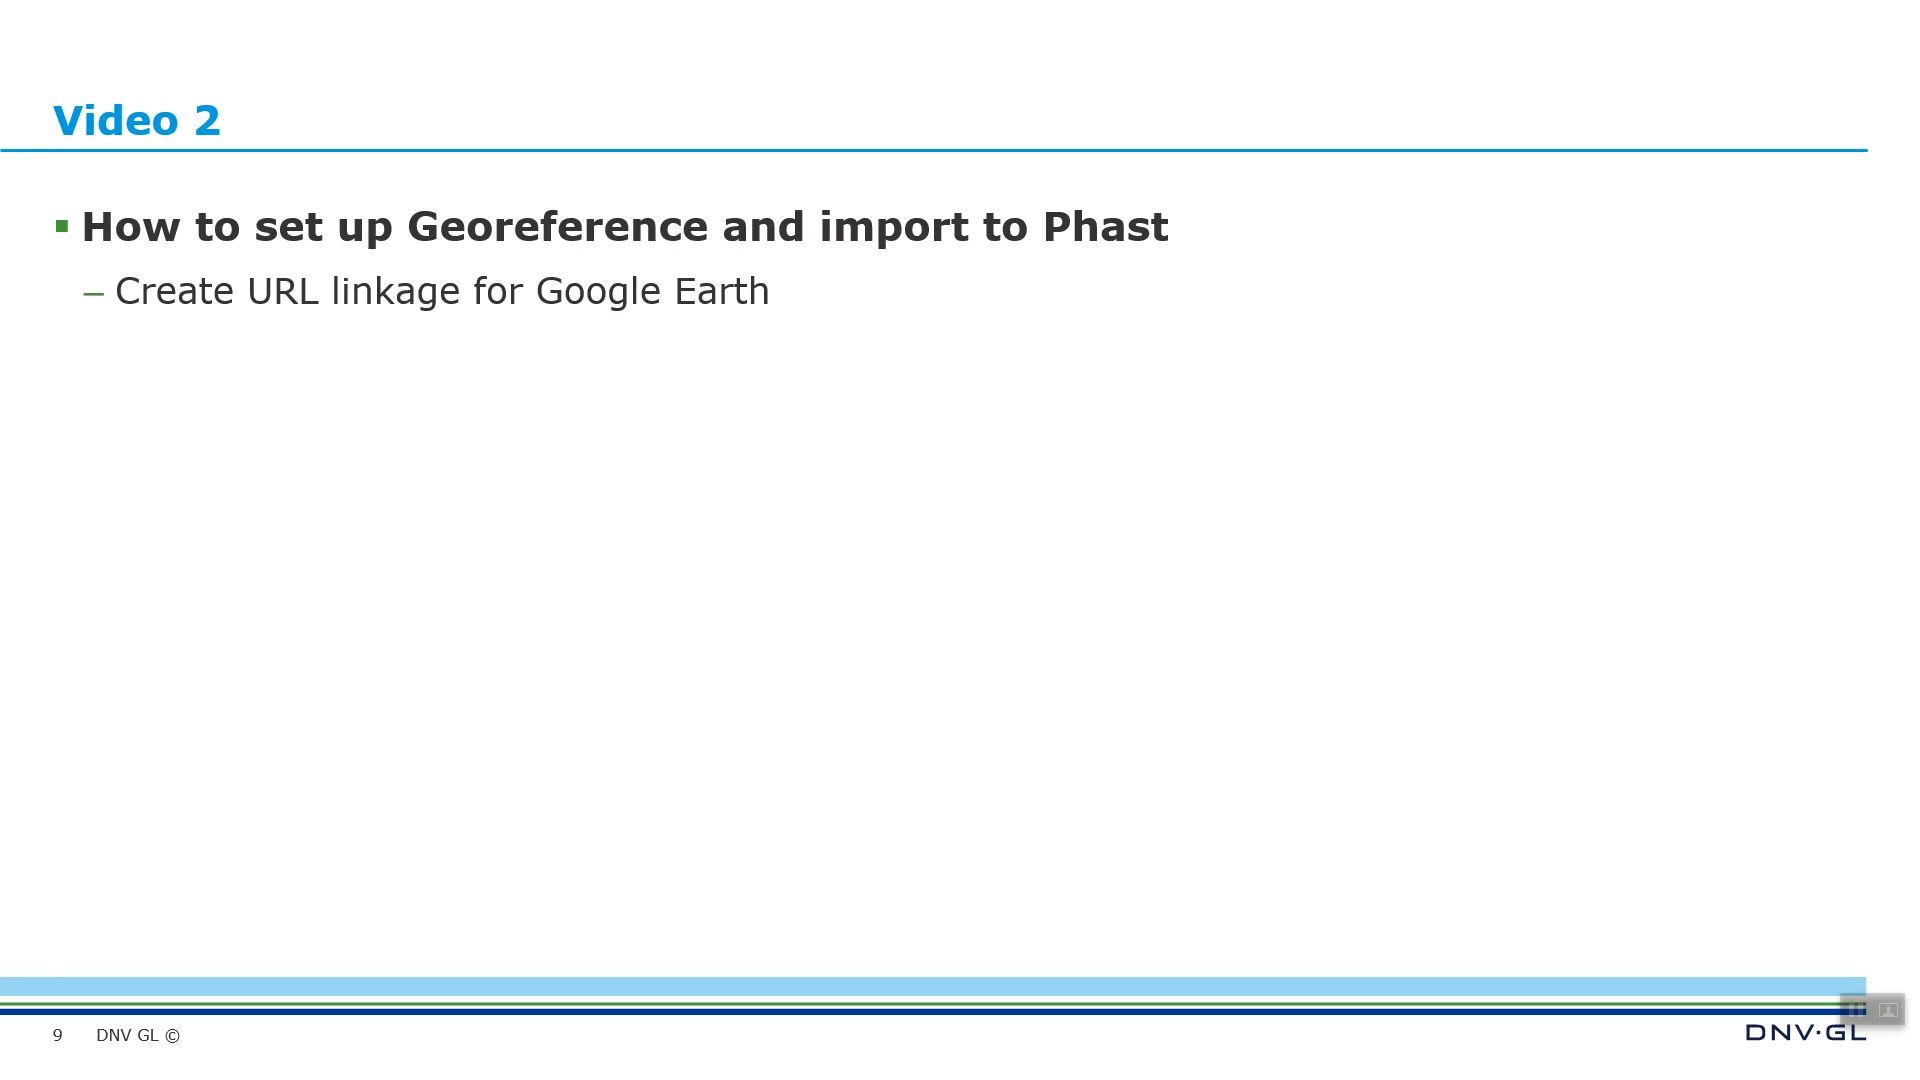 Video 2
▪ How to set up Georeference and import to Phast
– Create URL linkage for Google Earth
9 DNV GL ©
DNV·GL